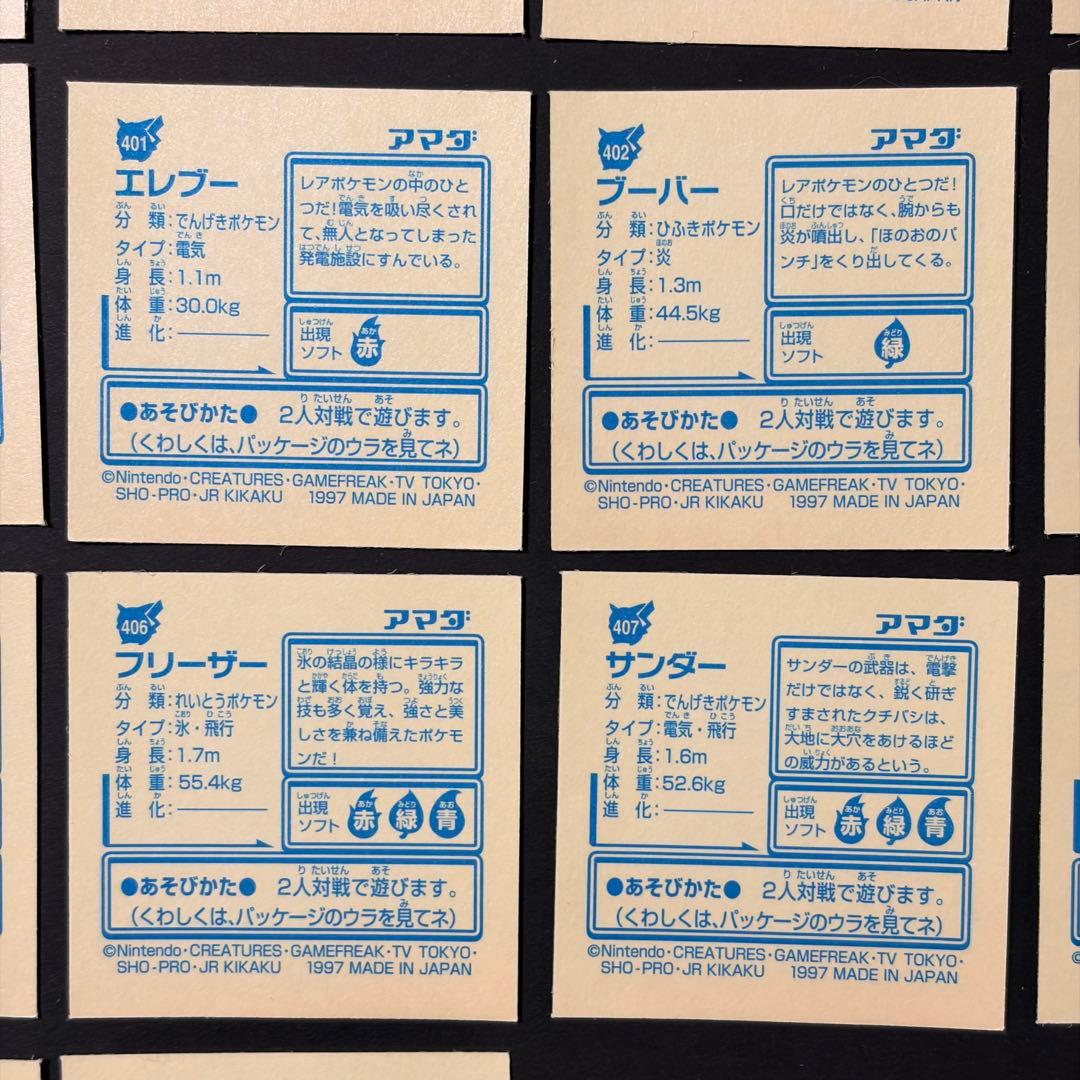 401
アマダ
エレブー
分類:でんげきポケモン
タイプ:電気
身長:1.1m
体重:30.0kg
進化:
レアポケモンの中のひと
つだ!電気を吸い尽くされ
て、無人となってしまった
発電施設にすんでいる。
出現
ソフト
赤
●あそびかた● 2人対戦で遊びます。
(くわしくは、パッケージのウラを見てネ)
©Nintendo・CREATURES・GAMEFREAK・TV TOKYO・
SHO-PRO・JR KIKAKU 1997 MADE IN JAPAN
402
アマダ
ブーバー
分類:ひふきポケモン
タイプ:炎
身長:1.3m
体重:44.5kg
進化:
レアポケモンのひとつだ!
口だけではなく、腕からも
炎が噴出し、「ほのおのパ
ンチ」をくり出してくる。
出現
ソフト
緑
●あそびかた● 2人対戦で遊びます。
(くわしくは、パッケージのウラを見てネ)
©Nintendo・CREATURES・GAMEFREAK・TV TOKYO・
SHO-PRO・JR KIKAKU 1997 MADE IN JAPAN
406
アマダ
フリーザー
分類:れいとうポケモン
タイプ:氷・飛行
身長:1.7m
体重:55.4kg
進化:
氷の結晶の様にキラキラ
と輝く体を持つ。強力な
技も多く覚え、強さと美
しさを兼ね備えたポケモ
ンだ!
出現
ソフト
赤 緑 青
●あそびかた● 2人対戦で遊びます。
(くわしくは、パッケージのウラを見てネ)
©Nintendo・CREATURES・GAMEFREAK・TV TOKYO・
SHO-PRO・JR KIKAKU 1997 MADE IN JAPAN
407
アマダ
サンダー
分類:でんげきポケモン
タイプ:電気・飛行
身長:1.6m
体重:52.6kg
進化:
サンダーの武器は、電撃
だけではなく、鋭く研ぎ
すまされたクチバシは、
大地に大穴をあけるほど
の威力があるという。
出現
ソフト
赤 緑 青
●あそびかた● 2人対戦で遊びます。
(くわしくは、パッケージのウラを見てネ)
©Nintendo・CREATURES・GAMEFREAK・TV TOKYO・
SHO-PRO・JR KIKAKU 1997 MADE IN JAPAN